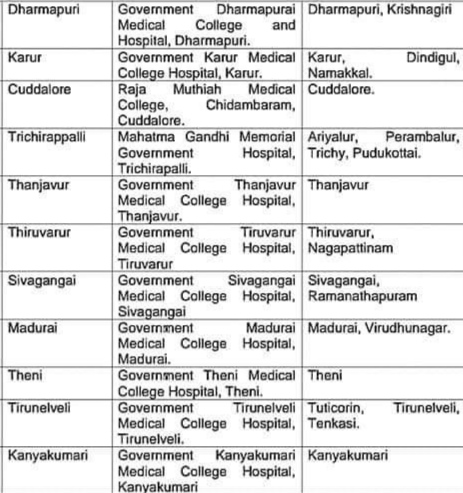 Dharmapuri Government Dharmapurai Dharmapuri, Krishnagiri
Medical College and
Hospital, Dharmapuri.
Karur Government Karur Medical Karur, Dindigul,
College Hospital, Karur. Namakkal.
Cuddalore Raja Muthiah Medical Cuddalore.
College, Chidambaram,
Cuddalore.
Trichirappalli Mahatma Gandhi Memorial Ariyalur, Perambalur,
Government Hospital, Trichy, Pudukottai.
Trichirapalli.
Thanjavur Government Thanjavur Thanjavur
Medical College Hospital,
Thanjavur.
Thiruvarur Government Tiruvarur Thiruvarur,
Medical College Hospital, Nagapattinam
Tiruvarur
Sivagangai Government Sivagangai Sivagangai,
Medical College Hospital, Ramanathapuram
Sivagangai
Madurai Government Madurai Madurai, Virudhunagar.
Medical College Hospital,
Madurai.
Theni Government Theni Medical Theni
College Hospital, Theni.
Tirunelveli Government Tirunelveli Tuticorin, Tirunelveli,
Medical College Hospital, Tenkasi.
Tirunelveli.
Kanyakumari Government Kanyakumari Kanyakumari
Medical College Hospital,
Kanyakumari